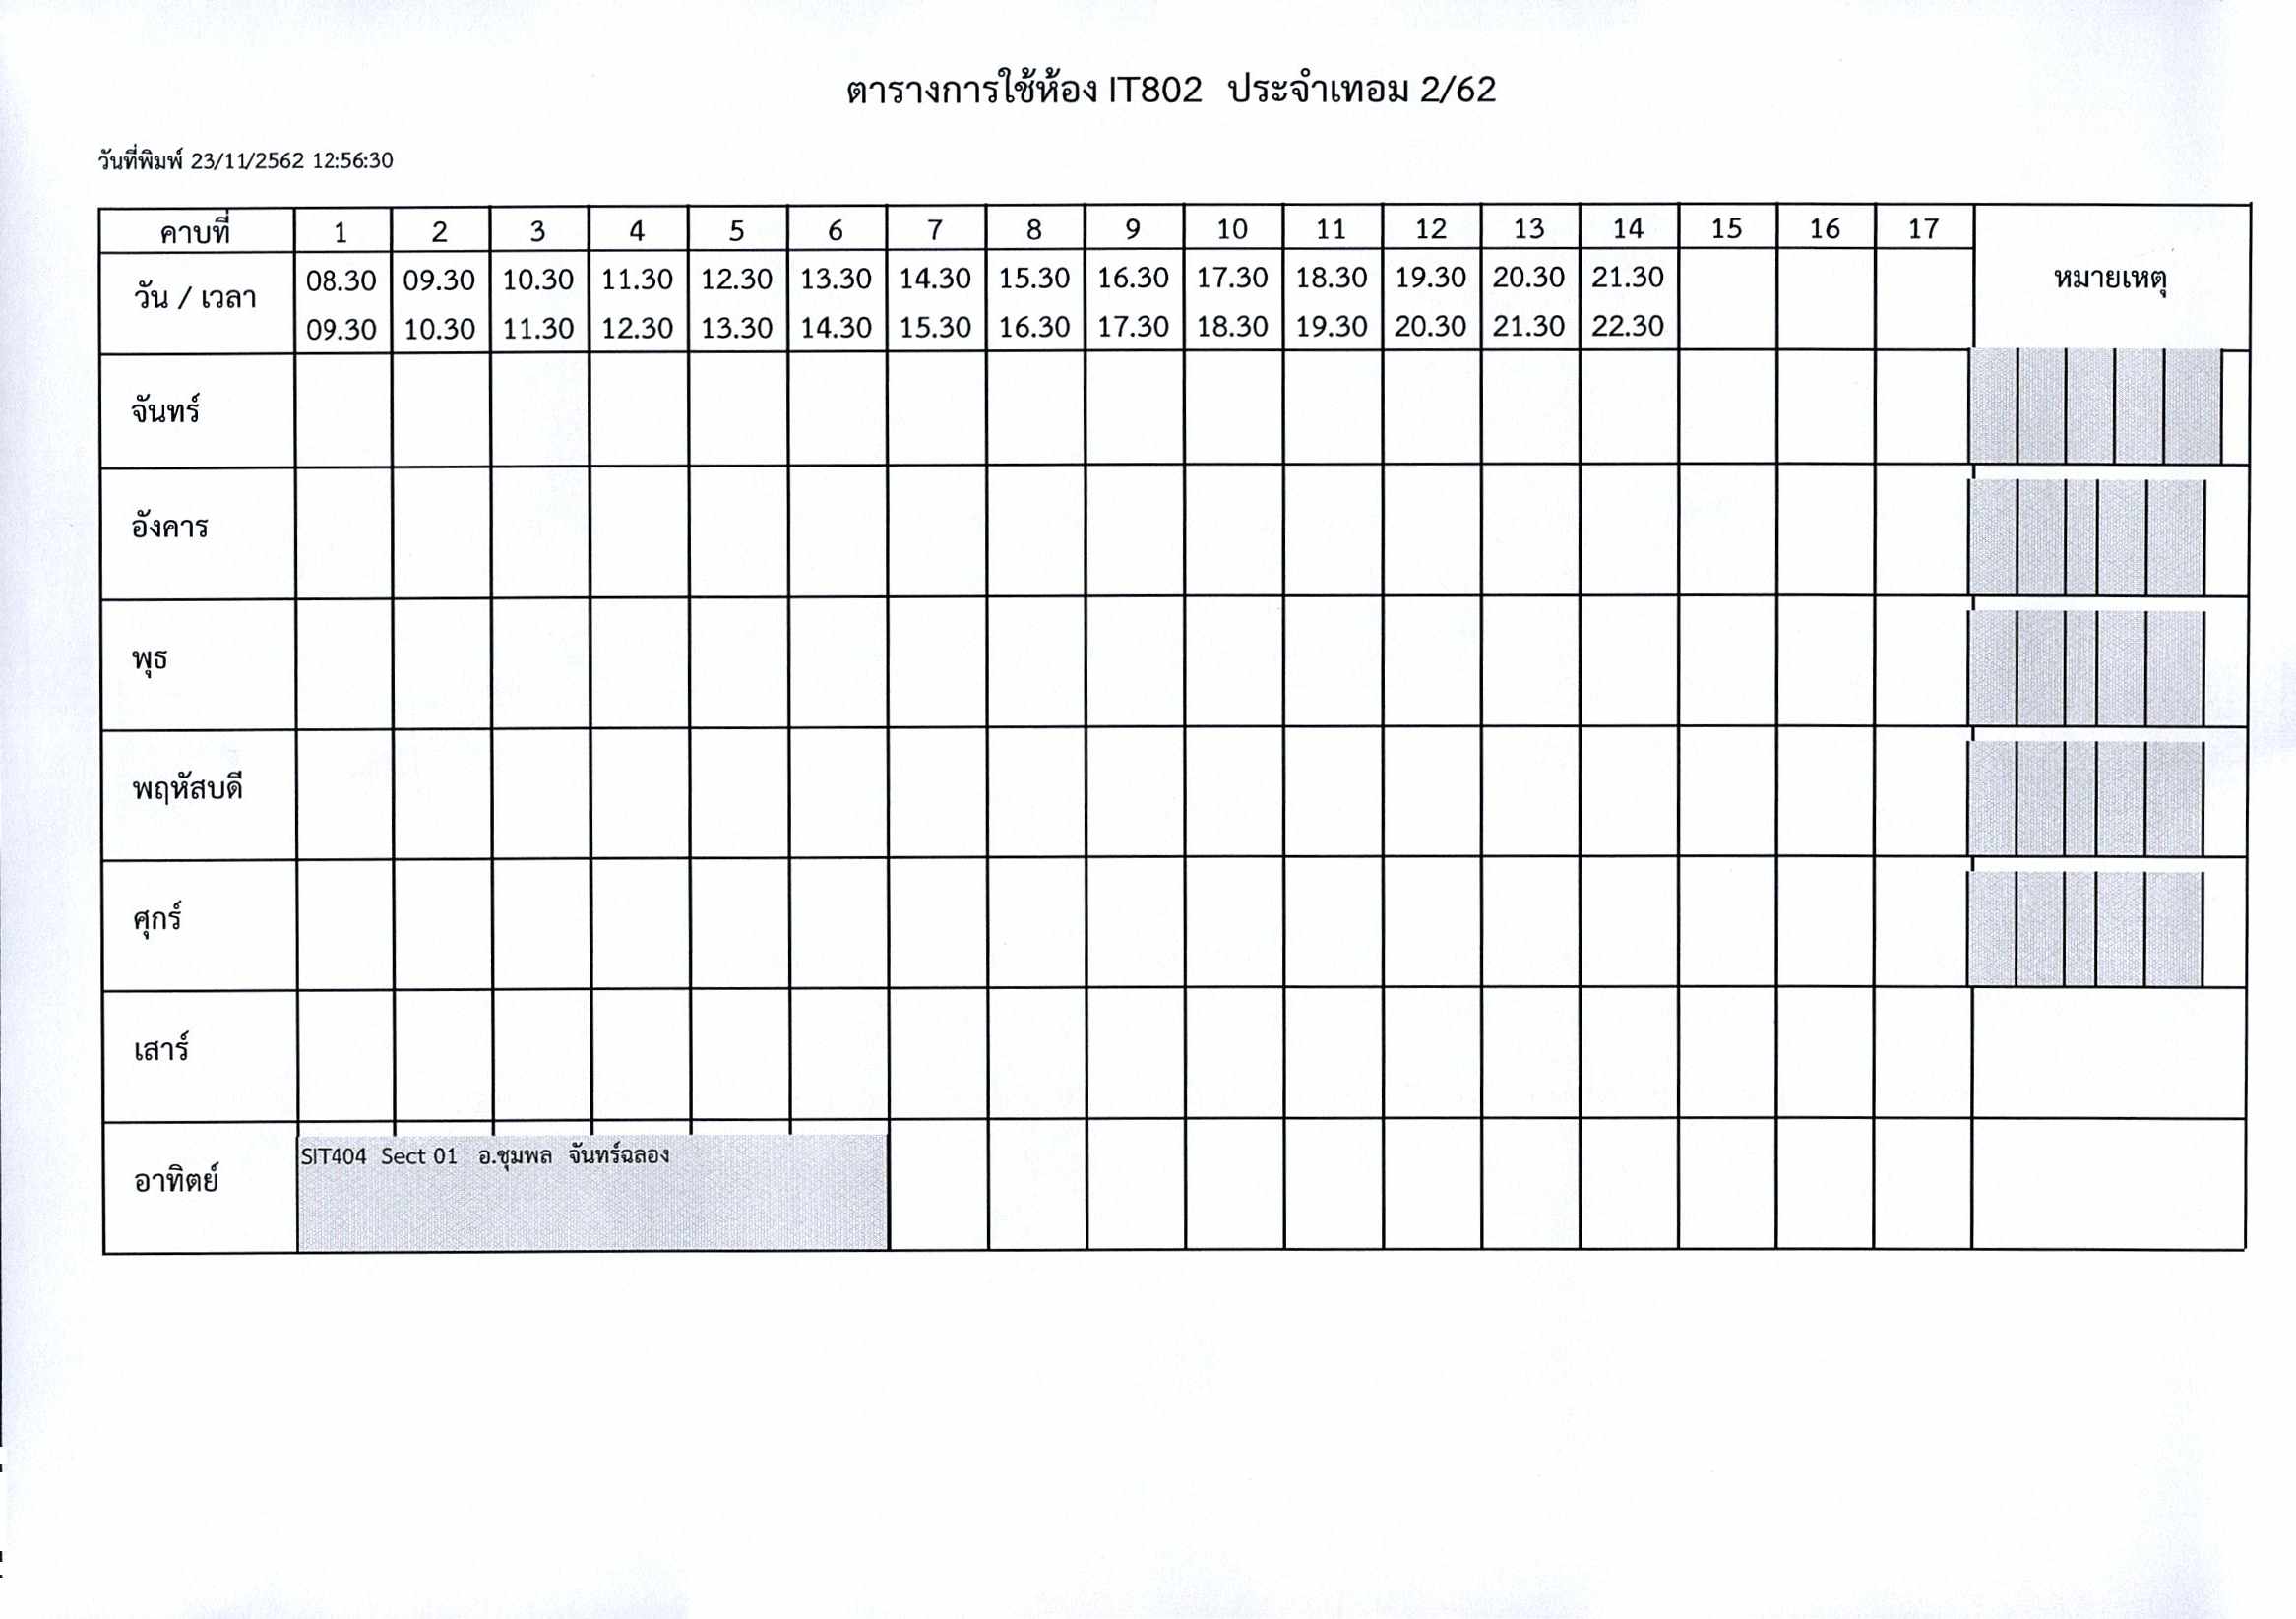 ตารางการใช้ห้อง IT802 ประจำเทอม 2/62
วันที่พิมพ์ 23/11/2562 12:56:30
คาบที่ 1 2 3 4 5 6 7 8 9 10 11 12 13 14 15 16 17
วัน / เวลา 08.30 09.30 10.30 11.30 12.30 13.30 14.30 15.30 16.30 17.30 18.30 19.30 20.30 21.30 หมายเหตุ
09.30 10.30 11.30 12.30 13.30 14.30 15.30 16.30 17.30 18.30 19.30 20.30 21.30 22.30
จันทร์
อังคาร
พุธ
พฤหัสบดี
ศุกร์
เสาร์
อาทิตย์ SIT404 Sect 01 อ.ชุมพล จันทร์ฉลอง